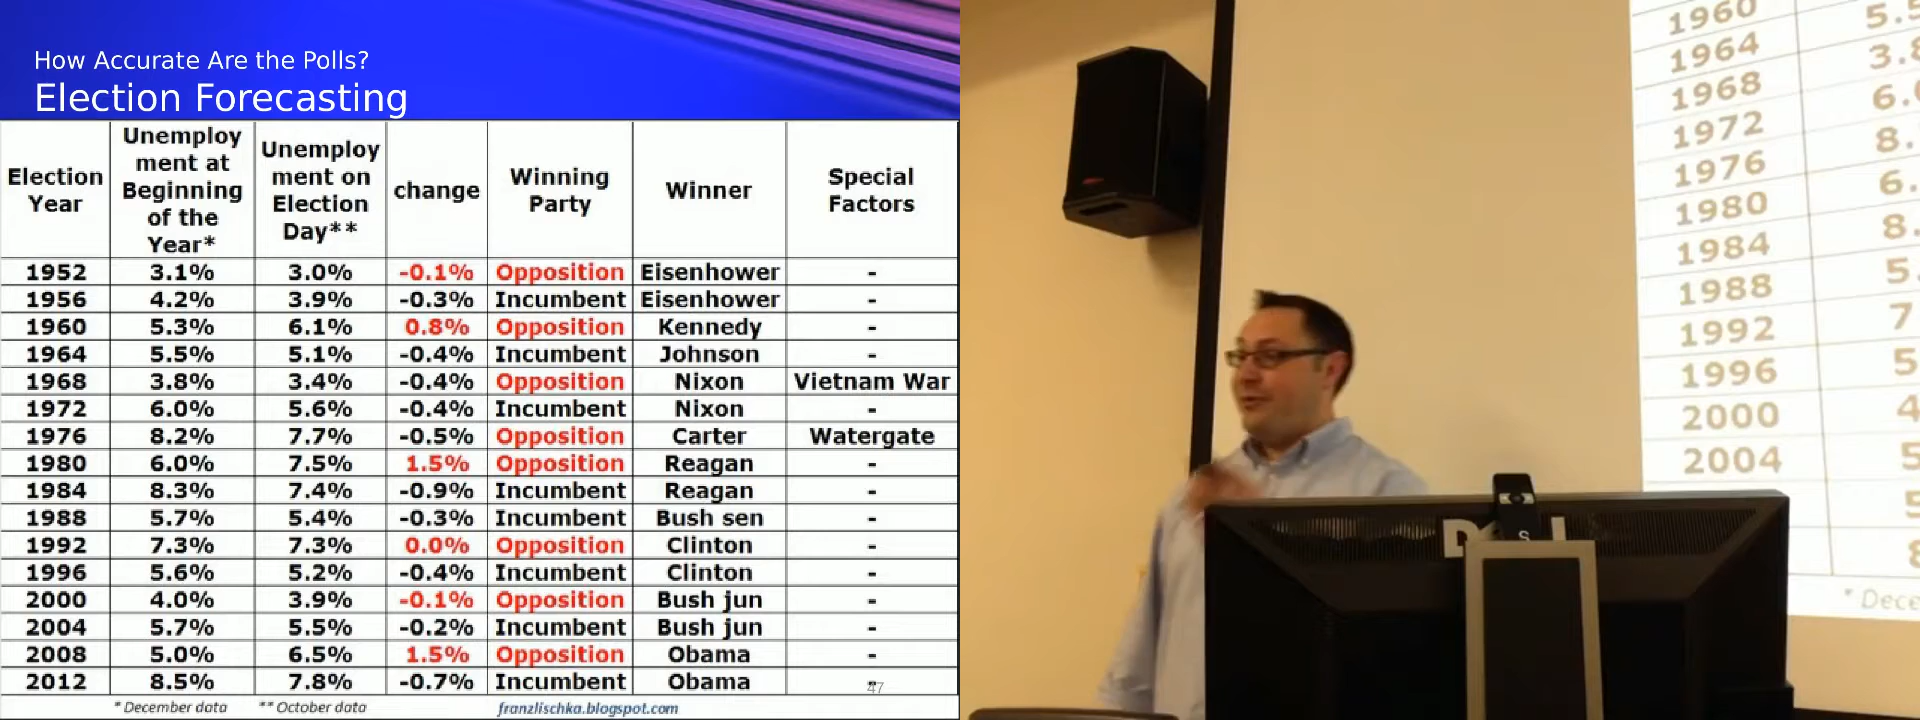 How Accurate Are the Polls?
Election Forecasting
Election Year | Unemploy ment at Beginning of the Year* | Unemploy ment on Election Day** | change | Winning Party | Winner | Special Factors
1952 3.1% 3.0% -0.1% Opposition Eisenhower -
1956 4.2% 3.9% -0.3% Incumbent Eisenhower -
1960 5.3% 6.1% 0.8% Opposition Kennedy -
1964 5.5% 5.1% -0.4% Incumbent Johnson -
1968 3.8% 3.4% -0.4% Opposition Nixon Vietnam War
1972 6.0% 5.6% -0.4% Incumbent Nixon -
1976 8.2% 7.7% -0.5% Opposition Carter Watergate
1980 6.0% 7.5% 1.5% Opposition Reagan -
1984 8.3% 7.4% -0.9% Incumbent Reagan -
1988 5.7% 5.4% -0.3% Incumbent Bush sen -
1992 7.3% 7.3% 0.0% Opposition Clinton -
1996 5.6% 5.2% -0.4% Incumbent Clinton -
2000 4.0% 3.9% -0.1% Opposition Bush jun -
2004 5.7% 5.5% -0.2% Incumbent Bush jun -
2008 5.0% 6.5% 1.5% Opposition Obama -
2012 8.5% 7.8% -0.7% Incumbent Obama -
47
* December data ** October data franzlischka.blogspot.com
1960
1964
1968
1972
1976
1980
1984
1988
1992
1996
2000
2004